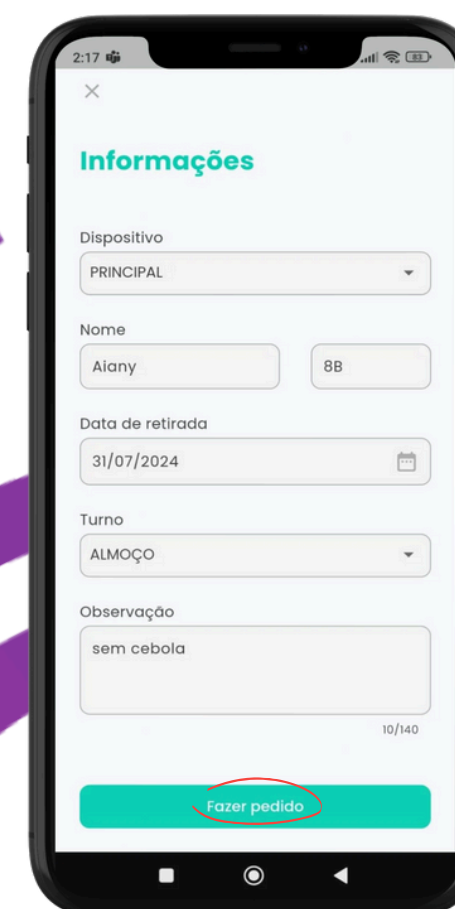 2:17
83
Informações
Dispositivo
PRINCIPAL
Nome
Aiany
8B
Data de retirada
31/07/2024
Turno
ALMOÇO
Observação
sem cebola
10/140
Fazer pedido